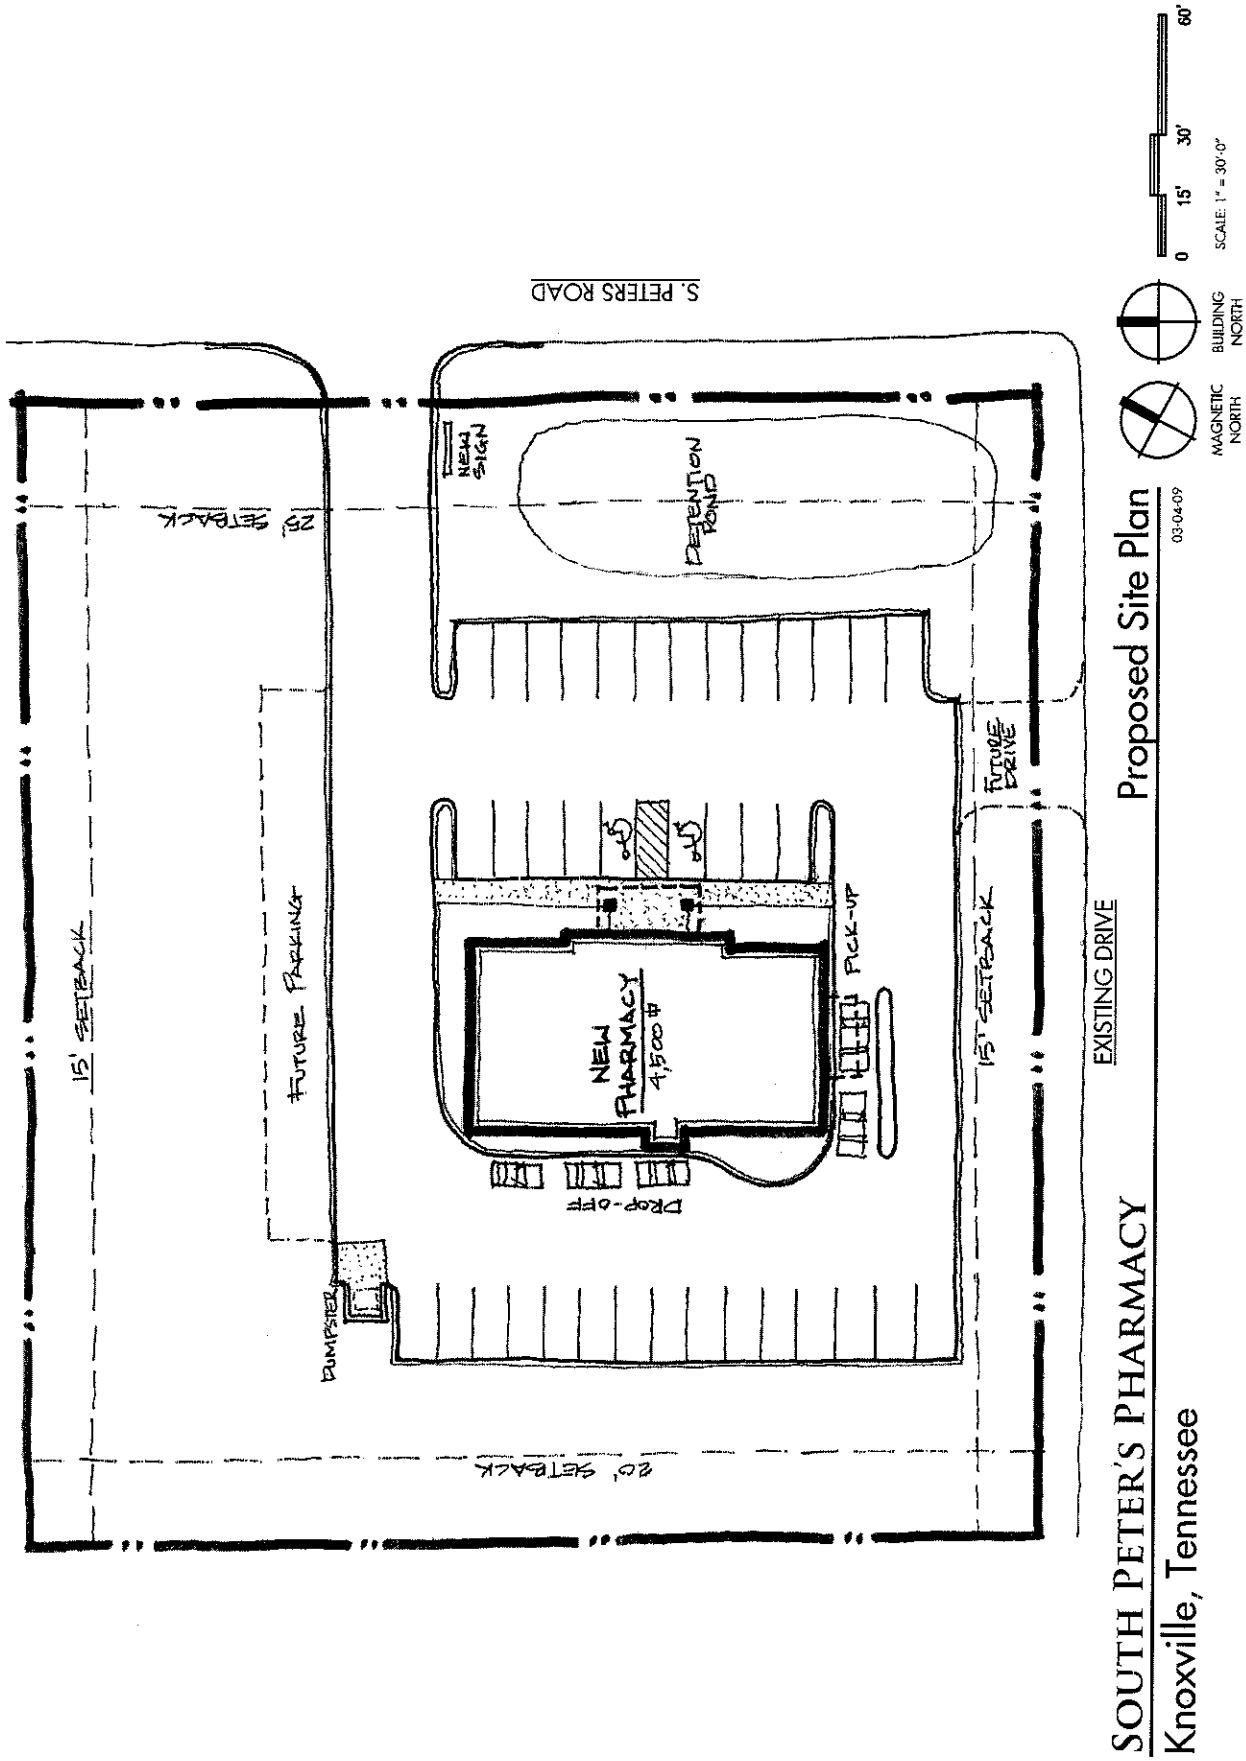 15' SETBACK
25' SETBACK
FUTURE PARKING
DUMPSTER
NEW
SIGN
DETENTION
POND
S. PETERS ROAD
NEW
PHARMACY
4,500 ⌗
DROP-OFF
PICK-UP
20' SETBACK
15' SETBACK
FUTURE
DRIVE
EXISTING DRIVE
SOUTH PETER'S PHARMACY
Knoxville, Tennessee
Proposed Site Plan
03-04-09
MAGNETIC
NORTH
BUILDING
NORTH
0 15' 30' 60'
SCALE: 1" = 30'-0"